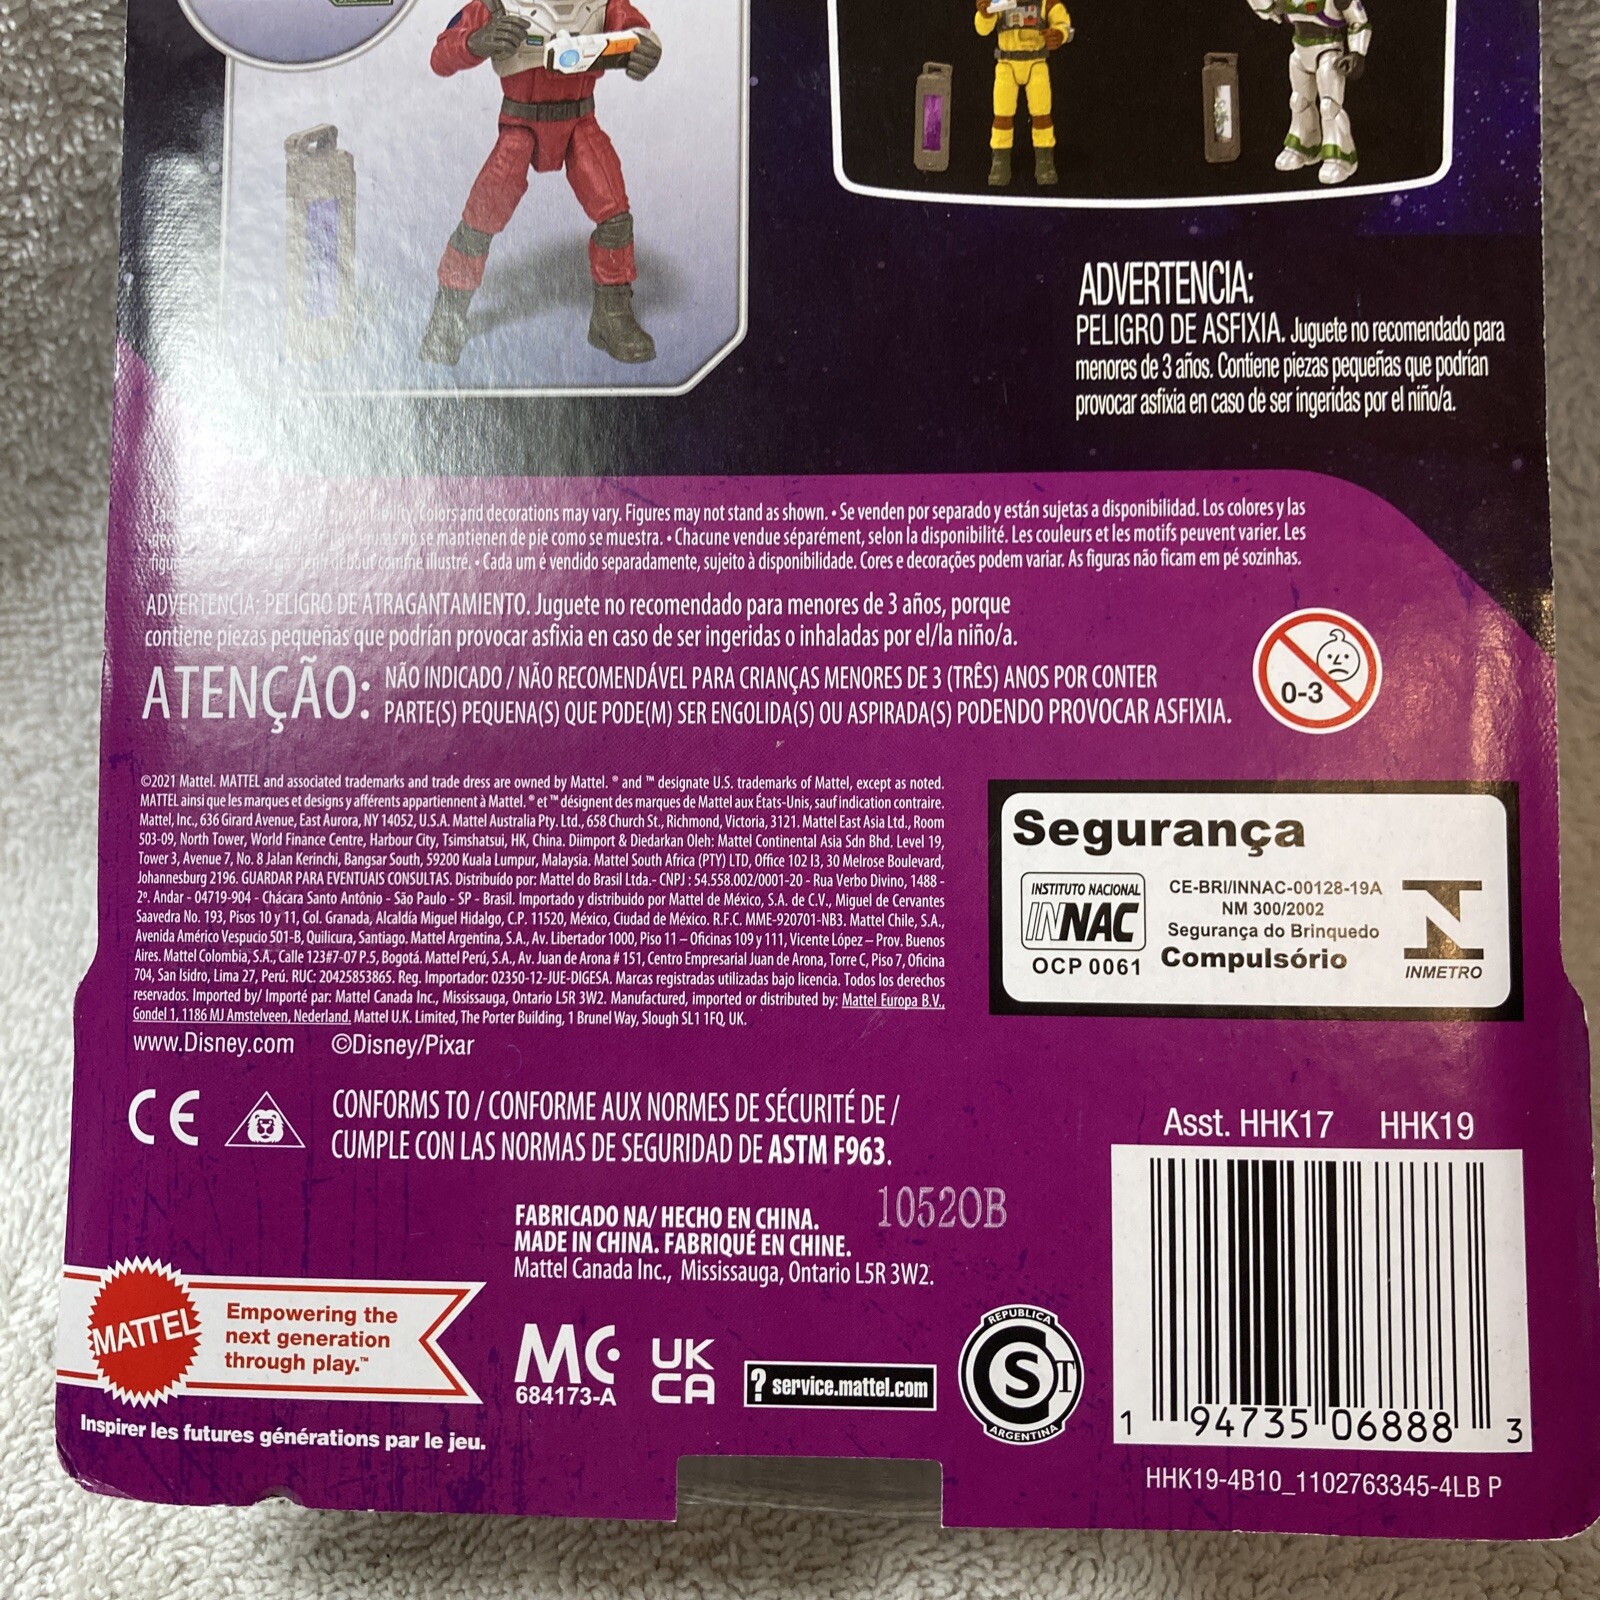 ADVERTENCIA:
PELIGRO DE ASFIXIA. Juguete no recomendado para
menores de 3 años. Contiene piezas pequeñas que podrían
provocar asfixia en caso de ser ingeridas por el niño/a.
Colors and decorations may vary. Figures may not stand as shown. • Se venden por separado y están sujetas a disponibilidad. Los colores y las
se mantienen de pie como se muestra. • Chacune vendue séparément, selon la disponibilité. Les couleurs et les motifs peuvent varier. Les
debout comme illustré. • Cada um é vendido separadamente, sujeito à disponibilidade. Cores e decorações podem variar. As figuras não ficam em pé sozinhas.
ADVERTENCIA: PELIGRO DE ATRAGANTAMIENTO. Juguete no recomendado para menores de 3 años, porque
contiene piezas pequeñas que podrían provocar asfixia en caso de ser ingeridas o inhaladas por el/la niño/a.
ATENÇÃO: NÃO INDICADO / NÃO RECOMENDÁVEL PARA CRIANÇAS MENORES DE 3 (TRÊS) ANOS POR CONTER
PARTE(S) PEQUENA(S) QUE PODE(M) SER ENGOLIDA(S) OU ASPIRADA(S) PODENDO PROVOCAR ASFIXIA.
0-3
©2021 Mattel. MATTEL and associated trademarks and trade dress are owned by Mattel. ® and ™ designate U.S. trademarks of Mattel, except as noted.
MATTEL ainsi que les marques et designs y afférents appartiennent à Mattel. ® et ™ désignent des marques de Mattel aux États-Unis, sauf indication contraire.
Mattel, Inc., 636 Girard Avenue, East Aurora, NY 14052, U.S.A. Mattel Australia Pty. Ltd., 658 Church St., Richmond, Victoria, 3121. Mattel East Asia Ltd., Room
503-09, North Tower, World Finance Centre, Harbour City, Tsimshatsui, HK, China. Diimport & Diedarkan Oleh: Mattel Continental Asia Sdn Bhd. Level 19,
Tower 3, Avenue 7, No. 8 Jalan Kerinchi, Bangsar South, 59200 Kuala Lumpur, Malaysia. Mattel South Africa (PTY) LTD, Office 102 I3, 30 Melrose Boulevard,
Johannesburg 2196. GUARDAR PARA EVENTUAIS CONSULTAS. Distribuído por: Mattel do Brasil Ltda.- CNPJ : 54.558.002/0001-20 - Rua Verbo Divino, 1488 -
2º. Andar - 04719-904 - Chácara Santo Antônio - São Paulo - SP - Brasil. Importado y distribuido por Mattel de México, S.A. de C.V., Miguel de Cervantes
Saavedra No. 193, Pisos 10 y 11, Col. Granada, Alcaldía Miguel Hidalgo, C.P. 11520, México, Ciudad de México. R.F.C. MME-920701-NB3. Mattel Chile, S.A.,
Avenida Américo Vespucio 501-B, Quilicura, Santiago. Mattel Argentina, S.A., Av. Libertador 1000, Piso 11 – Oficinas 109 y 111, Vicente López – Prov. Buenos
Aires. Mattel Colombia, S.A., Calle 123#7-07 P.5, Bogotá. Mattel Perú, S.A., Av. Juan de Arona # 151, Centro Empresarial Juan de Arona, Torre C, Piso 7, Oficina
704, San Isidro, Lima 27, Perú. RUC: 20425853865. Reg. Importador: 02350-12-JUE-DIGESA. Marcas registradas utilizadas bajo licencia. Todos los derechos
reservados. Imported by/ Importé par: Mattel Canada Inc., Mississauga, Ontario L5R 3W2. Manufactured, imported or distributed by: Mattel Europa B.V.,
Gondel 1, 1186 MJ Amstelveen, Nederland. Mattel U.K. Limited, The Porter Building, 1 Brunel Way, Slough SL1 1FQ, UK.
www.Disney.com ©Disney/Pixar
Segurança
INSTITUTO NACIONAL
INNAC
OCP 0061
CE-BRI/INNAC-00128-19A
NM 300/2002
Segurança do Brinquedo
Compulsório
INMETRO
CE
CONFORMS TO / CONFORME AUX NORMES DE SÉCURITÉ DE /
CUMPLE CON LAS NORMAS DE SEGURIDAD DE ASTM F963.
Asst. HHK17 HHK19
FABRICADO NA/ HECHO EN CHINA.
MADE IN CHINA. FABRIQUÉ EN CHINE.
Mattel Canada Inc., Mississauga, Ontario L5R 3W2.
10520B
MATTEL
Empowering the
next generation
through play.™
Inspirer les futures générations par le jeu.
MC
684173-A
UK
CA
? service.mattel.com
REPUBLICA
S T
ARGENTINA
1 94735 06888 3
HHK19-4B10_1102763345-4LB P